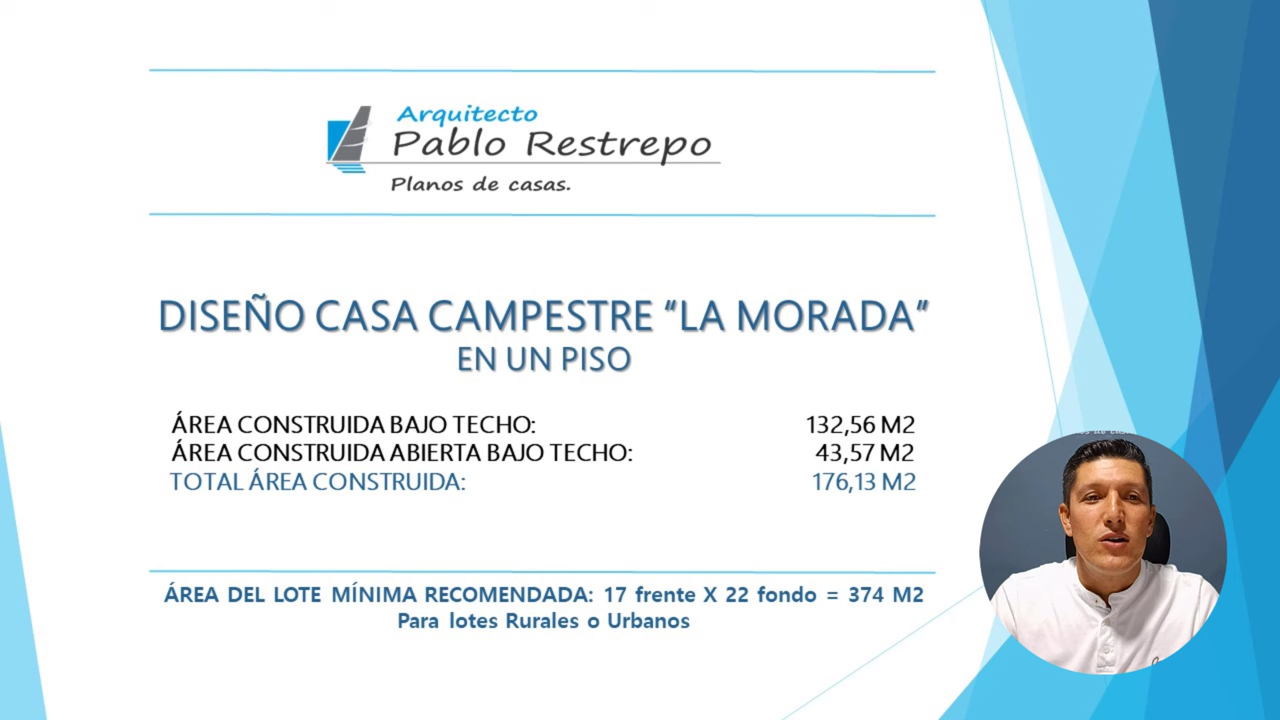 Arquitecto
Pablo Restrepo
Planos de casas.
DISEÑO CASA CAMPESTRE “LA MORADA”
EN UN PISO
ÁREA CONSTRUIDA BAJO TECHO: 132,56 M2
ÁREA CONSTRUIDA ABIERTA BAJO TECHO: 43,57 M2
TOTAL ÁREA CONSTRUIDA: 176,13 M2
ÁREA DEL LOTE MÍNIMA RECOMENDADA: 17 frente X 22 fondo = 374 M2
Para lotes Rurales o Urbanos